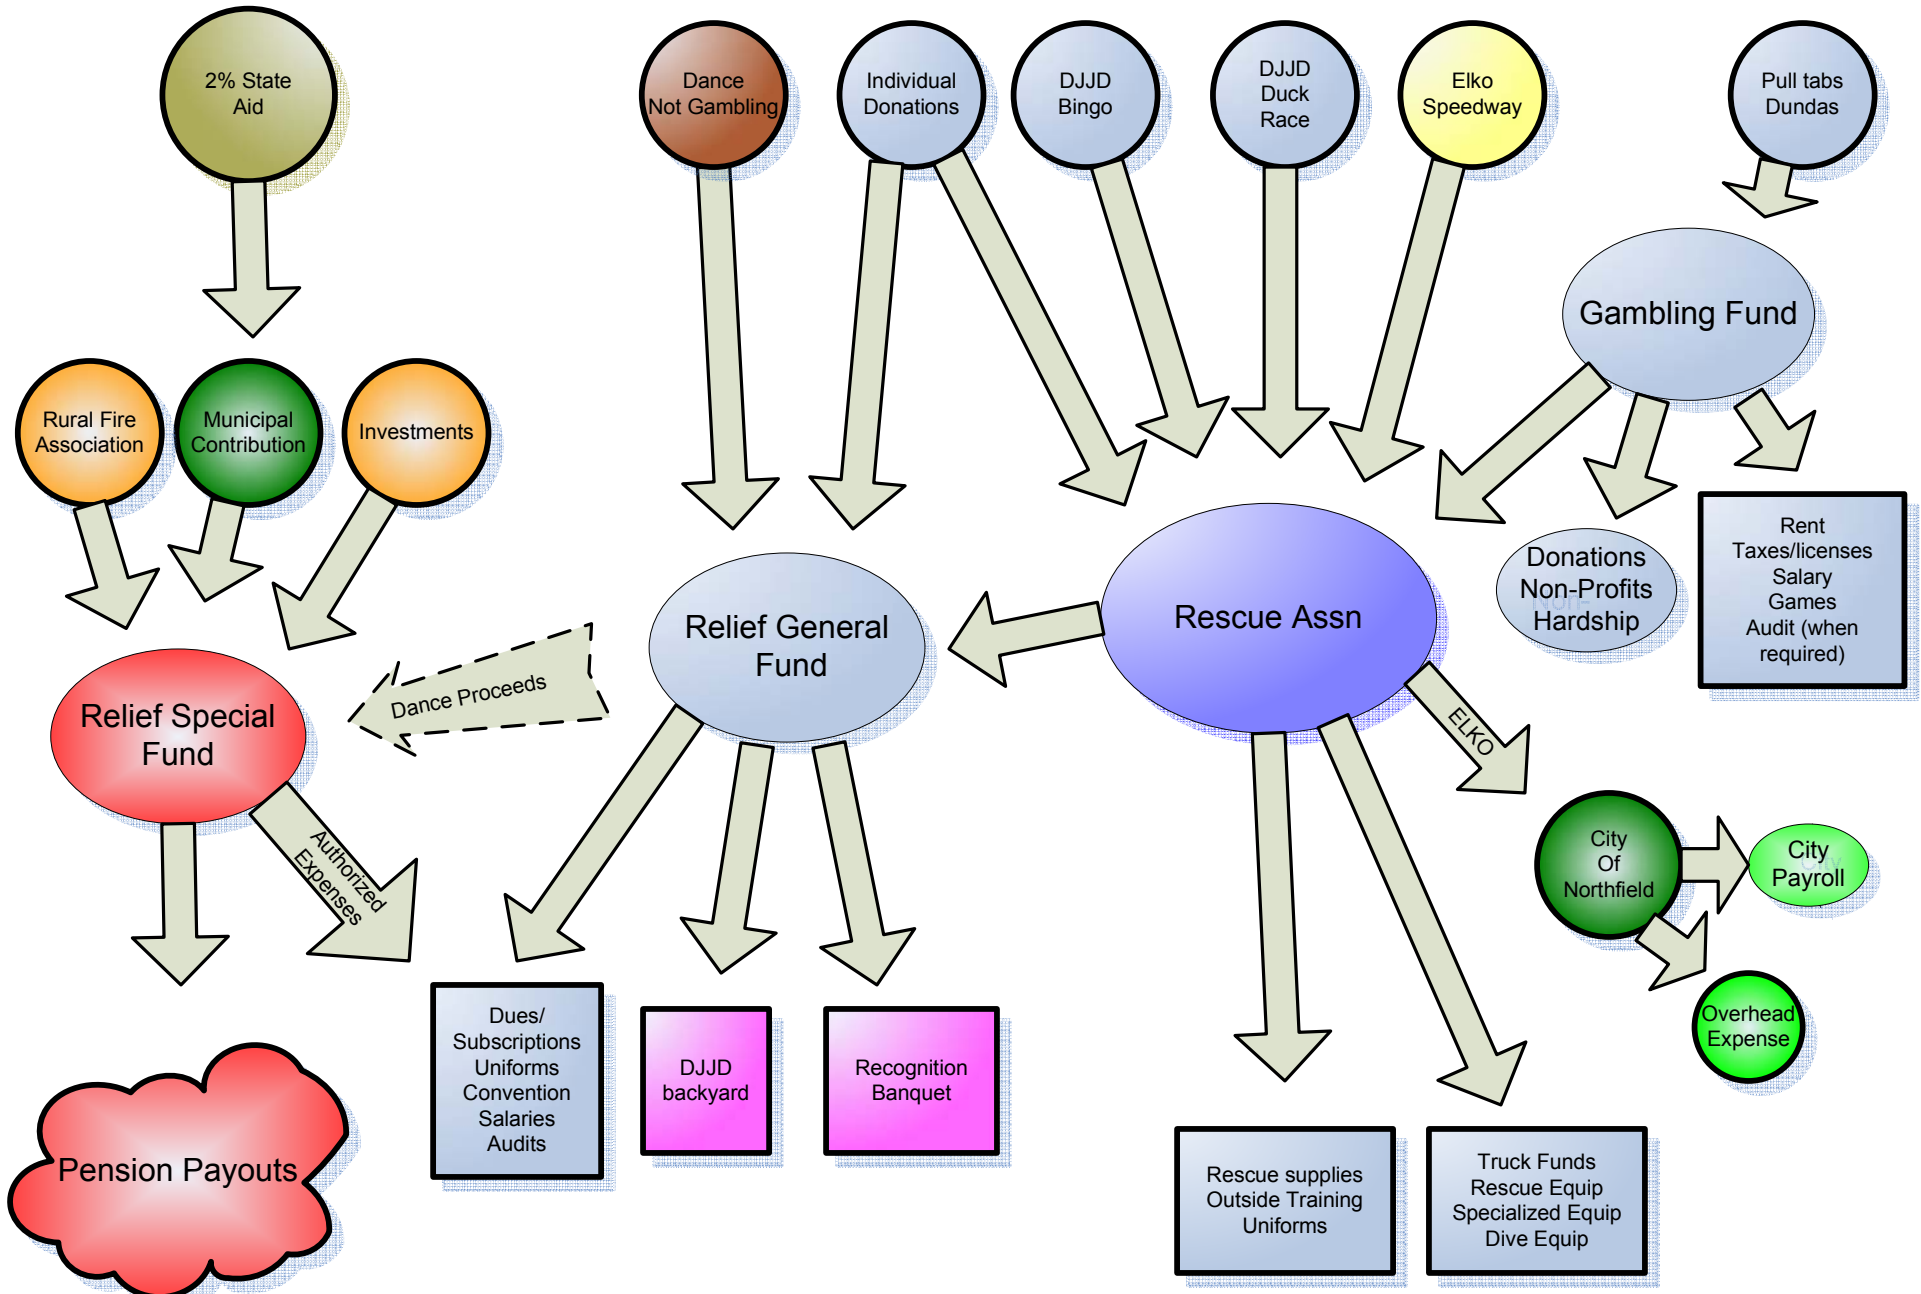 2% State
Aid
Dance
Not Gambling
Individual
Donations
DJJD
Bingo
DJJD
Duck
Race
Elko
Speedway
Pull tabs
Dundas
Gambling Fund
Rural Fire
Association
Municipal
Contribution
Investments
Rent
Taxes/licenses
Salary
Games
Audit (when
required)
Donations
Non-Profits
Hardship
Rescue Assn
Relief General
Fund
Dance Proceeds
Relief Special
Fund
ELKO
Authorized
Expenses
City
Of
Northfield
City
Payroll
Overhead
Expense
Dues/
Subscriptions
Uniforms
Convention
Salaries
Audits
DJJD
backyard
Recognition
Banquet
Pension Payouts
Rescue supplies
Outside Training
Uniforms
Truck Funds
Rescue Equip
Specialized Equip
Dive Equip